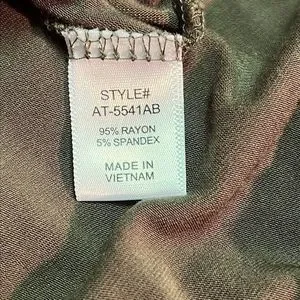 STYLE#
AT-5541AB
95% RAYON
5% SPANDEX
MADE IN
VIETNAM